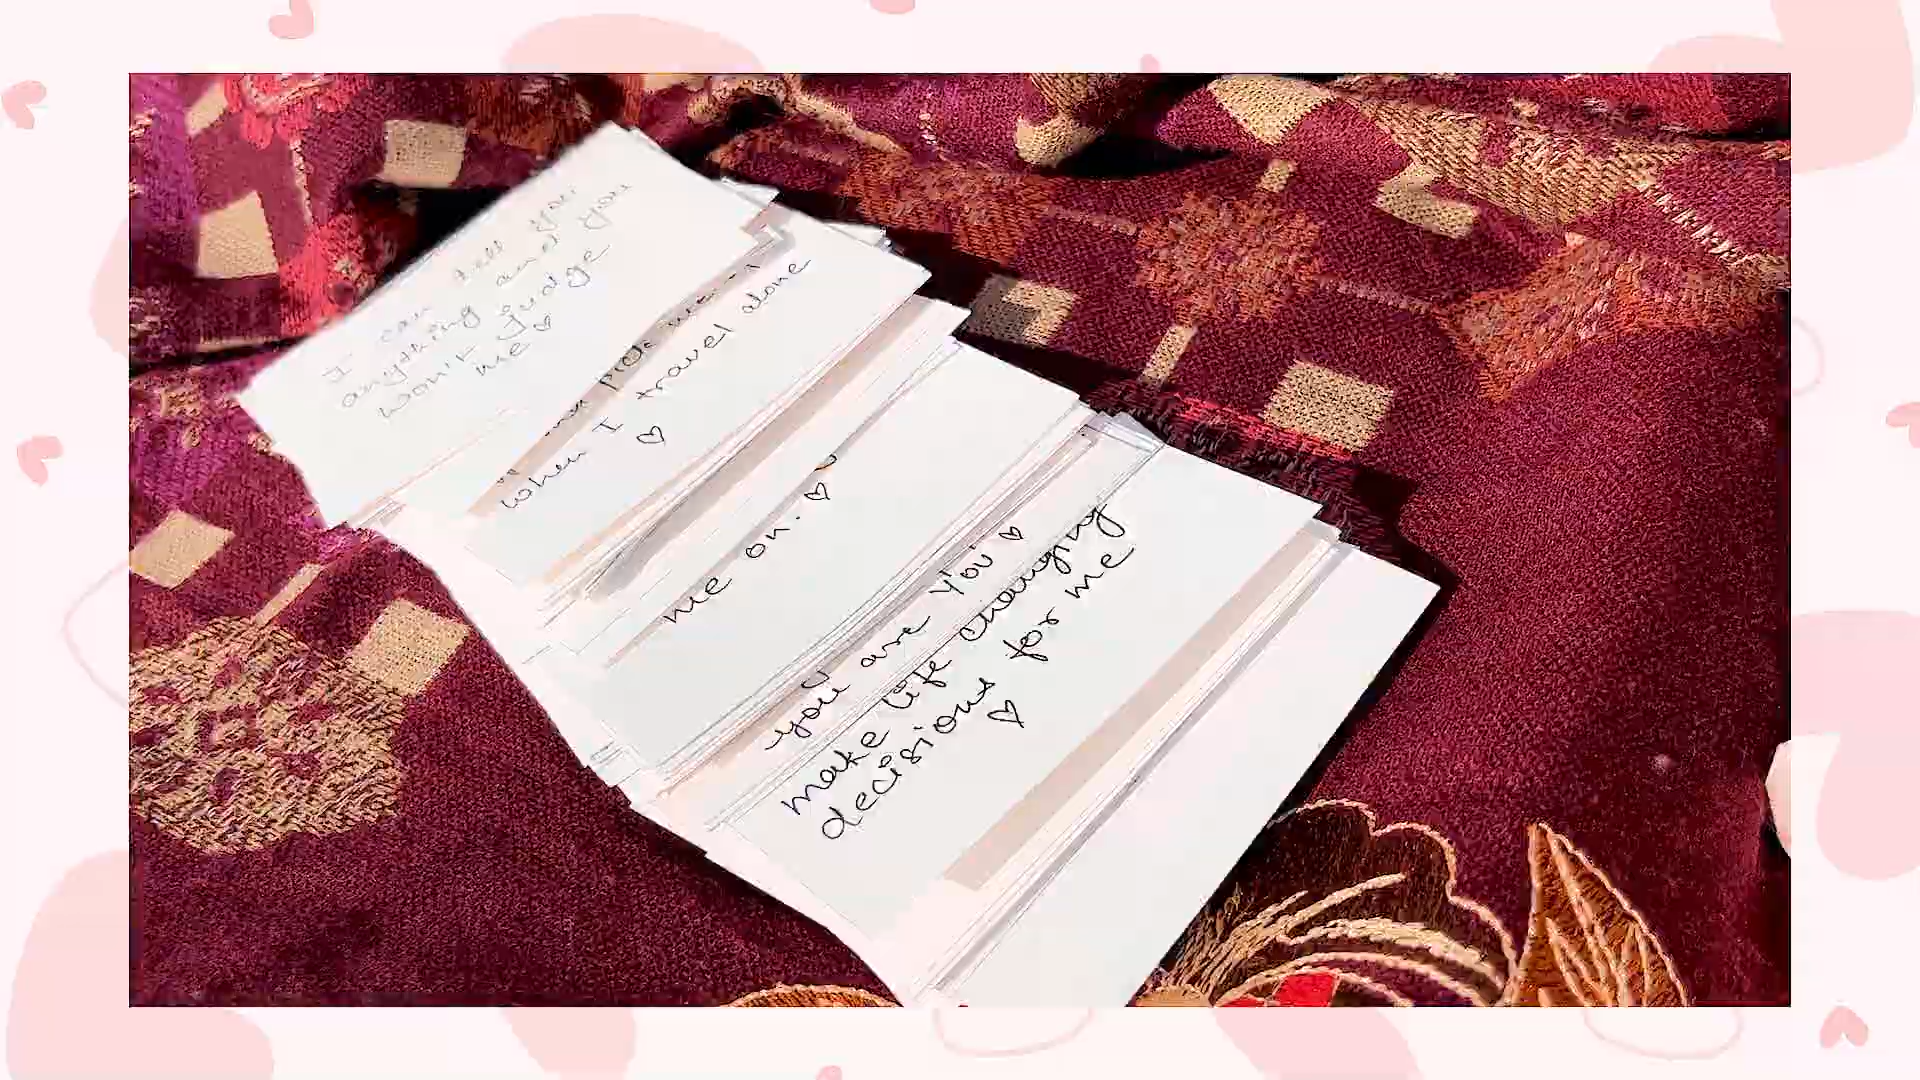 I can tell you
anything and you
won't judge
me ♡
when I travel alone
♡
me on. ♡
you are you ♡
make life changing
decisions for me
♡